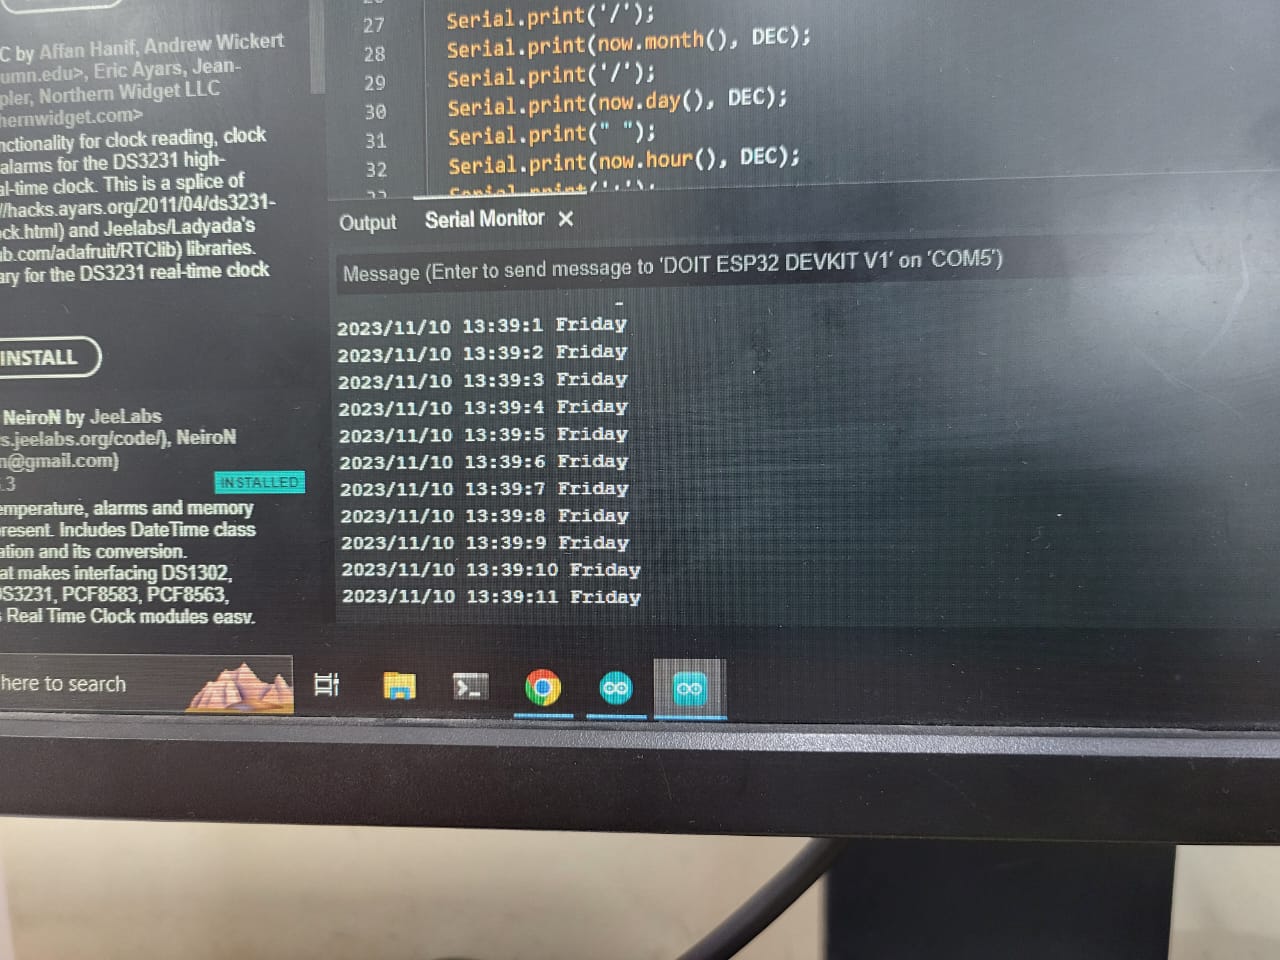 C by Affan Hanif, Andrew Wickert
umn.edu>, Eric Ayars, Jean-
pler, Northern Widget LLC
hernwidget.com>
nctionality for clock reading, clock
alarms for the DS3231 high-
al-time clock. This is a splice of
//hacks.ayars.org/2011/04/ds3231-
ck.html) and Jeelabs/Ladyada's
ub.com/adafruit/RTClib) libraries.
ary for the DS3231 real-time clock
INSTALL
NeiroN by JeeLabs
s.jeelabs.org/code/), NeiroN
n@gmail.com)
.3
INSTALLED
emperature, alarms and memory
resent. Includes DateTime class
ation and its conversion.
at makes interfacing DS1302,
DS3231, PCF8583, PCF8563,
s Real Time Clock modules easy.
27 Serial.print('/');
28 Serial.print(now.month(), DEC);
29 Serial.print('/');
30 Serial.print(now.day(), DEC);
31 Serial.print(" ");
32 Serial.print(now.hour(), DEC);
Serial.print(':');
Output Serial Monitor ×
Message (Enter to send message to 'DOIT ESP32 DEVKIT V1' on 'COM5')
2023/11/10 13:39:1 Friday
2023/11/10 13:39:2 Friday
2023/11/10 13:39:3 Friday
2023/11/10 13:39:4 Friday
2023/11/10 13:39:5 Friday
2023/11/10 13:39:6 Friday
2023/11/10 13:39:7 Friday
2023/11/10 13:39:8 Friday
2023/11/10 13:39:9 Friday
2023/11/10 13:39:10 Friday
2023/11/10 13:39:11 Friday
here to search